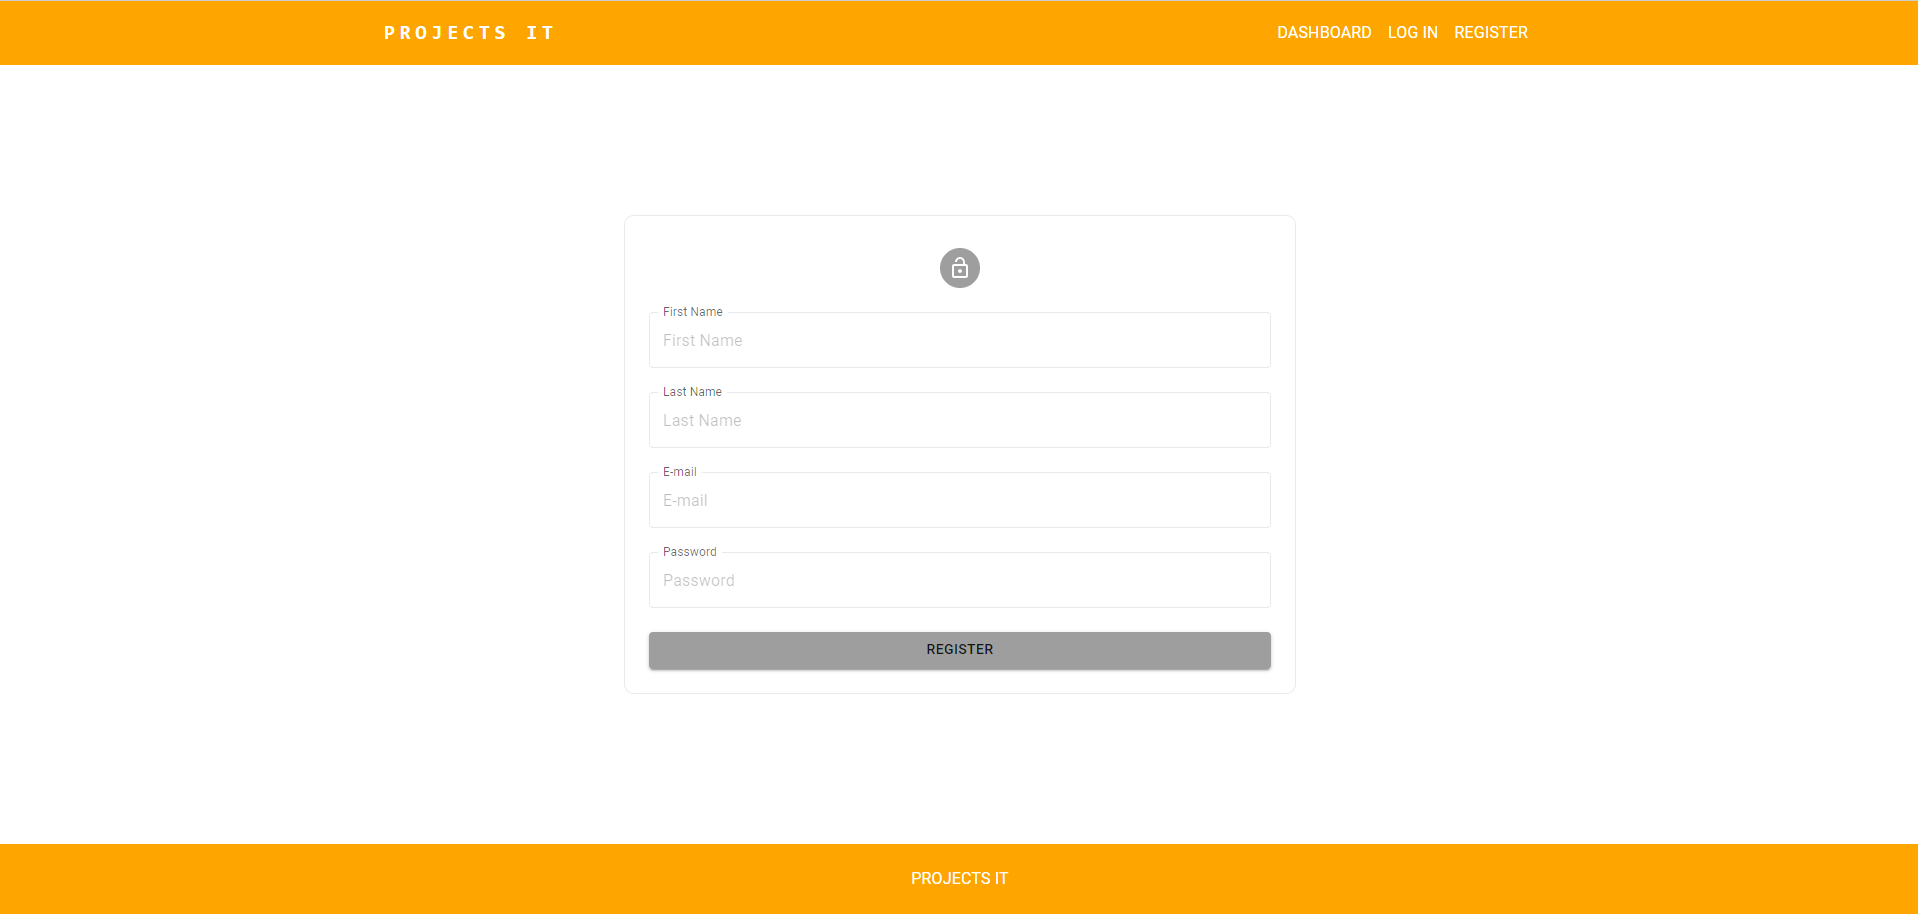 PROJECTS IT
DASHBOARD LOG IN REGISTER
First Name
First Name
Last Name
Last Name
E-mail
E-mail
Password
Password
REGISTER
PROJECTS IT